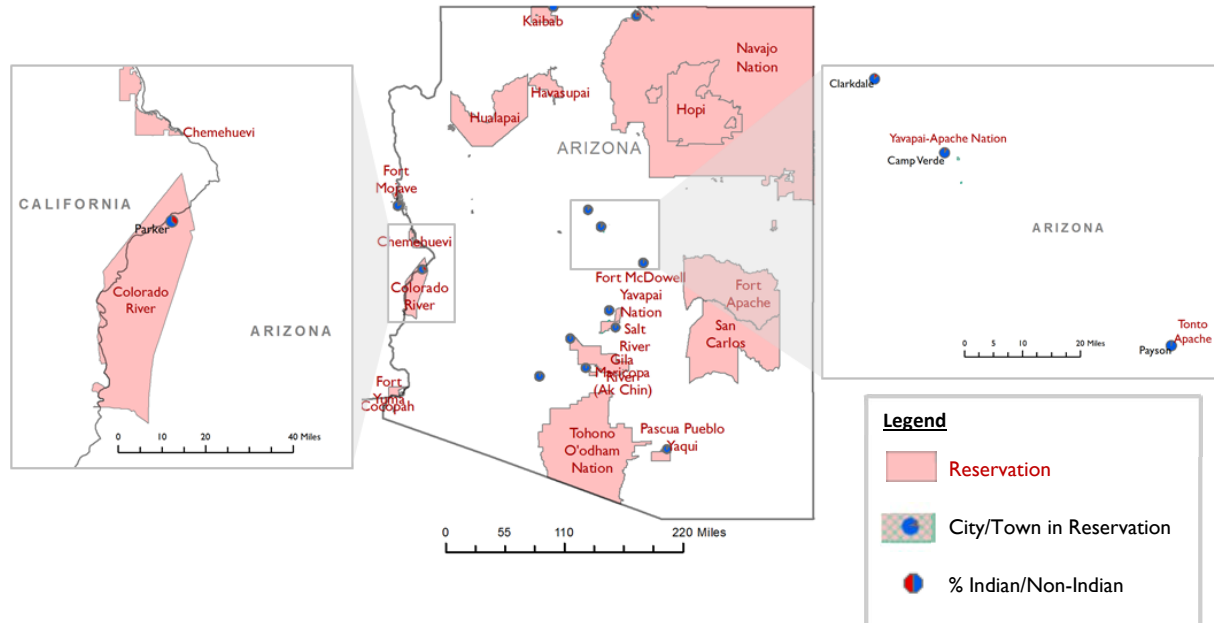 Chemehuevi
CALIFORNIA
Parker
Colorado
River
ARIZONA
0 10 20 40 Miles
Kaibab
Navajo
Nation
Havasupai
Hopi
Hualapai
ARIZONA
Fort
Mojave
Chemehuevi
Colorado
River
Fort McDowell
Yavapai
Nation
Fort
Apache
Salt
River
San
Carlos
Gila
River
Maricopa
(Ak Chin)
Fort
Yuma
Cocopah
Tohono
O'odham
Nation
Pascua Pueblo
Yaqui
0 55 110 220 Miles
Clarkdale
Yavapai-Apache Nation
Camp Verde
ARIZONA
Tonto
Apache
Payson
0 10 20 Miles
Legend
Reservation
City/Town in Reservation
% Indian/Non-Indian